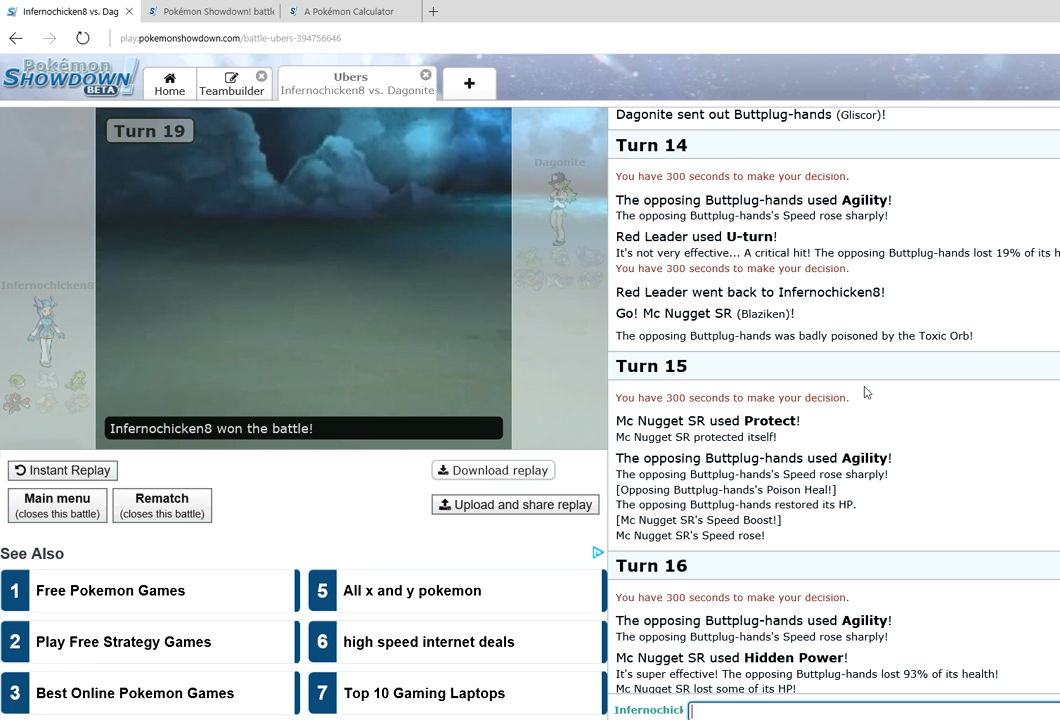 Infernochicken8 vs. Dag
Pokémon Showdown! battl
A Pokémon Calculator
play.pokemonshowdown.com/battle-ubers-394756646
Pokémon
SHOWDOWN!
BETA
Home
Teambuilder
Ubers
Infernochicken8 vs. Dagonite
Turn 19
Dagonite
Infernochicken8
Infernochicken8 won the battle!
Instant Replay
Download replay
Main menu
(closes this battle)
Rematch
(closes this battle)
Upload and share replay
See Also
1 Free Pokemon Games
5 All x and y pokemon
2 Play Free Strategy Games
6 high speed internet deals
3 Best Online Pokemon Games
7 Top 10 Gaming Laptops
Dagonite sent out Buttplug-hands (Gliscor)!
Turn 14
You have 300 seconds to make your decision.
The opposing Buttplug-hands used Agility!
The opposing Buttplug-hands's Speed rose sharply!
Red Leader used U-turn!
It's not very effective... A critical hit! The opposing Buttplug-hands lost 19% of its h
You have 300 seconds to make your decision.
Red Leader went back to Infernochicken8!
Go! Mc Nugget SR (Blaziken)!
The opposing Buttplug-hands was badly poisoned by the Toxic Orb!
Turn 15
You have 300 seconds to make your decision.
Mc Nugget SR used Protect!
Mc Nugget SR protected itself!
The opposing Buttplug-hands used Agility!
The opposing Buttplug-hands's Speed rose sharply!
[Opposing Buttplug-hands's Poison Heal!]
The opposing Buttplug-hands restored its HP.
[Mc Nugget SR's Speed Boost!]
Mc Nugget SR's Speed rose!
Turn 16
You have 300 seconds to make your decision.
The opposing Buttplug-hands used Agility!
The opposing Buttplug-hands's Speed rose sharply!
Mc Nugget SR used Hidden Power!
It's super effective! The opposing Buttplug-hands lost 93% of its health!
Mc Nugget SR lost some of its HP!
Infernochick